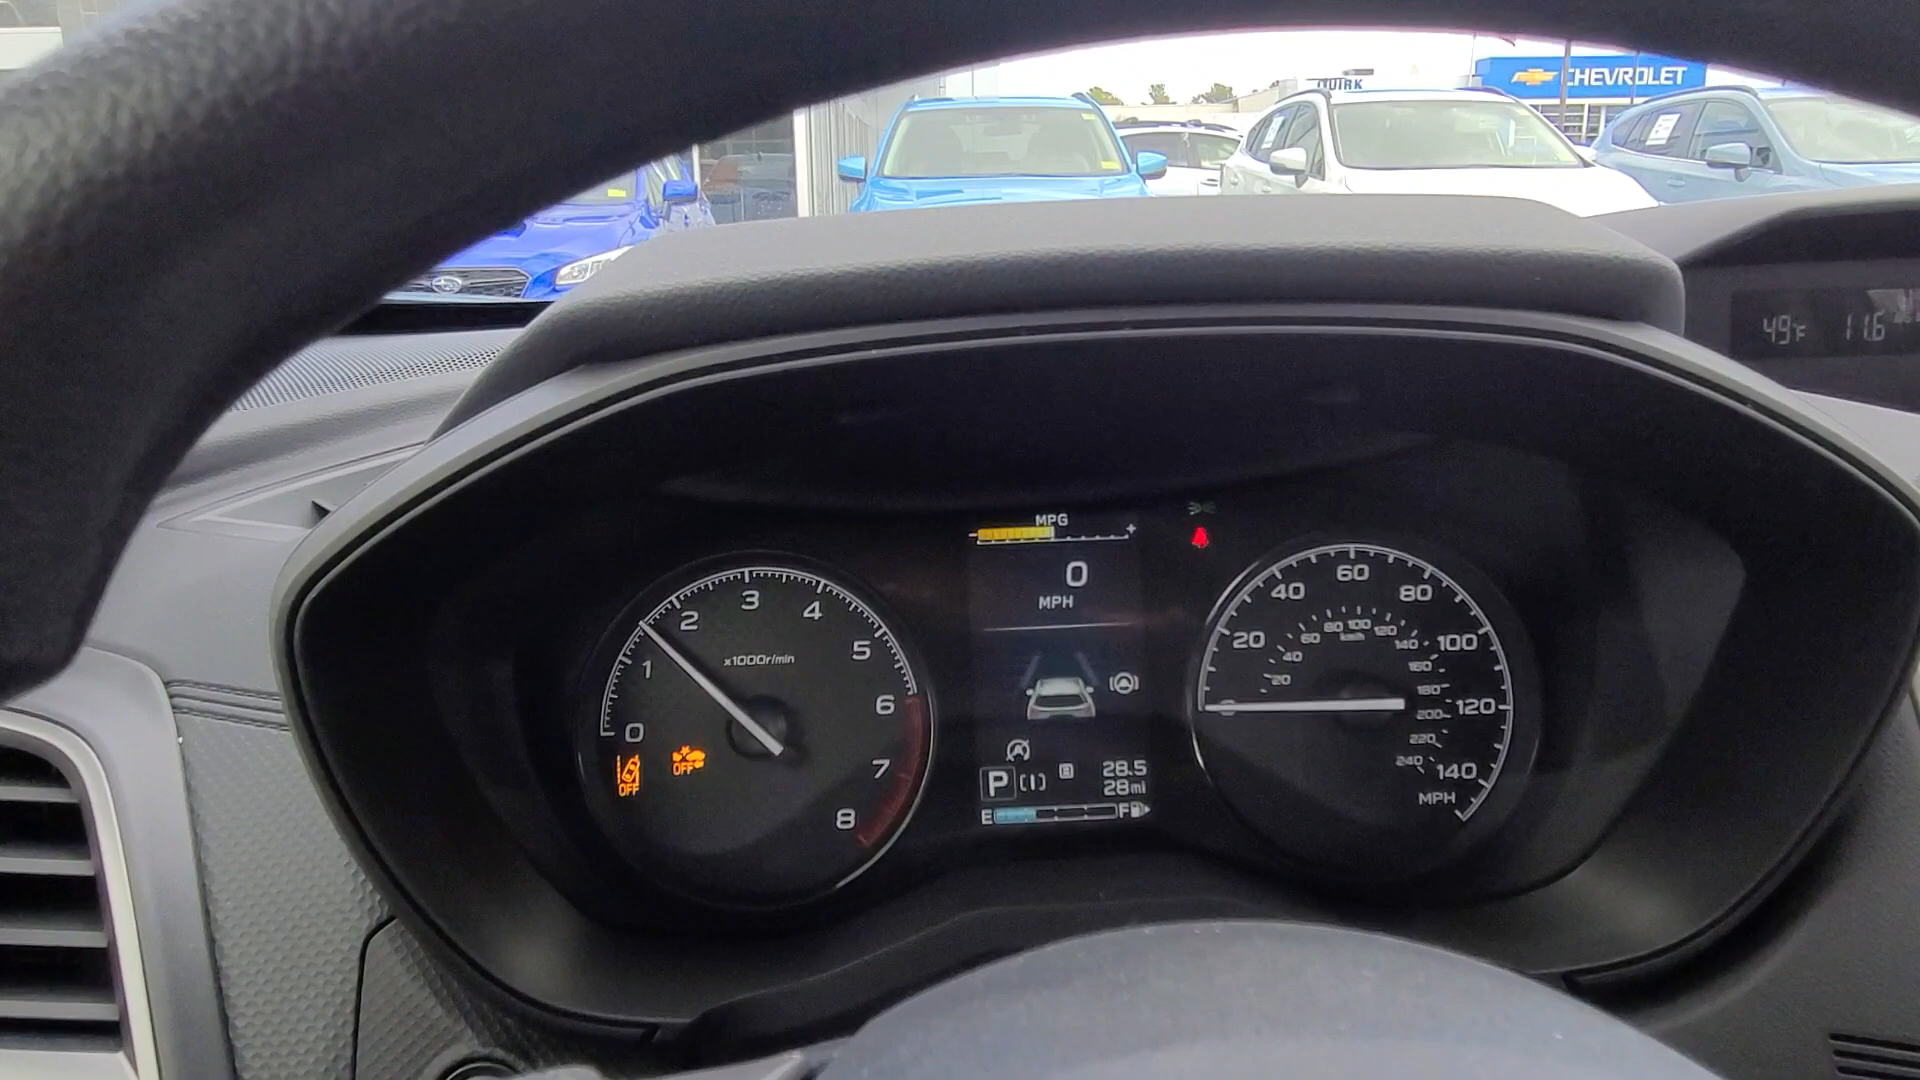 QUIRK
CHEVROLET
49°F 11.6
MPG
- +
0
MPH
0 1 2 3 4 5 6 7 8
x1000r/min
OFF
OFF
P (I) B 28.5
28mi
E F
0 20 40 60 80 100 120 140
MPH
20 40 60 80 100 120 140 160 180 200 220 240
km/h